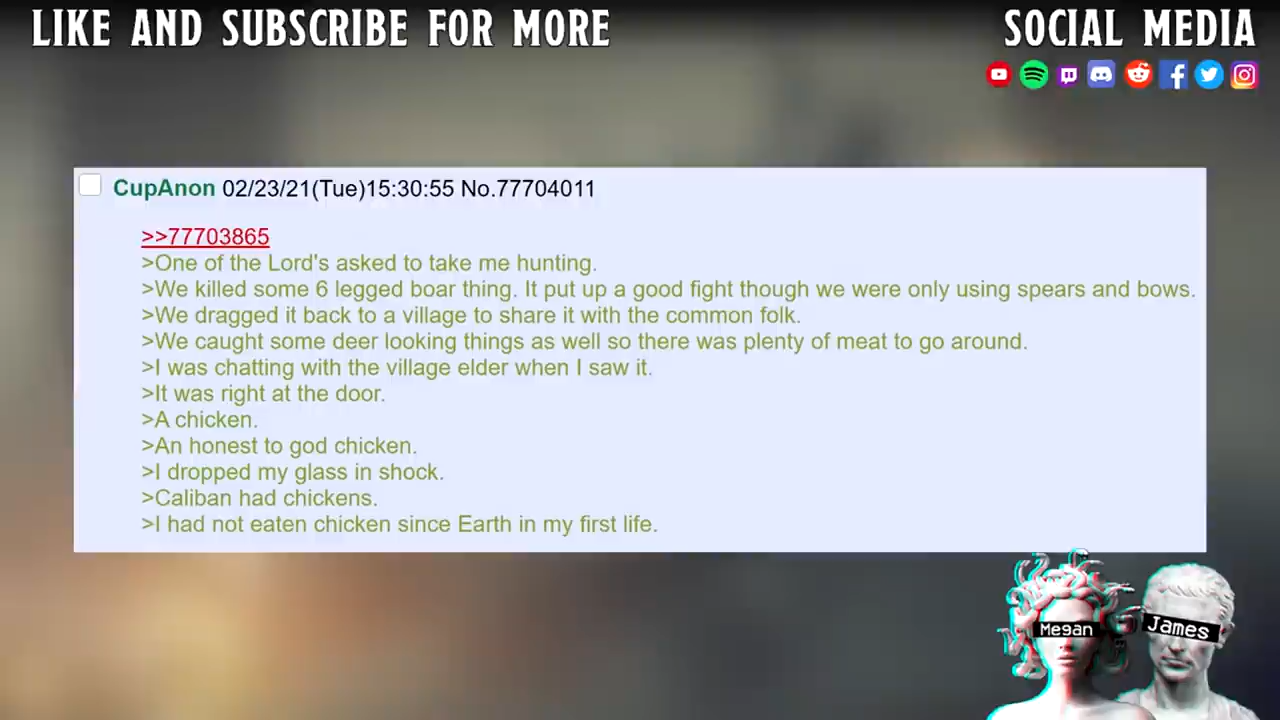 LIKE AND SUBSCRIBE FOR MORE
SOCIAL MEDIA
CupAnon 02/23/21(Tue)15:30:55 No.77704011
>>77703865
>One of the Lord's asked to take me hunting.
>We killed some 6 legged boar thing. It put up a good fight though we were only using spears and bows.
>We dragged it back to a village to share it with the common folk.
>We caught some deer looking things as well so there was plenty of meat to go around.
>I was chatting with the village elder when I saw it.
>It was right at the door.
>A chicken.
>An honest to god chicken.
>I dropped my glass in shock.
>Caliban had chickens.
>I had not eaten chicken since Earth in my first life.
Megan
James